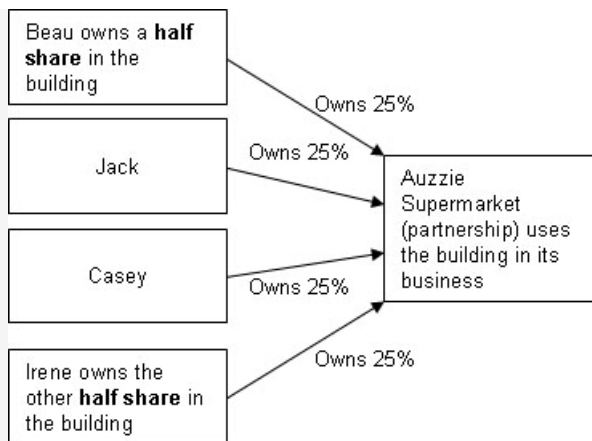 Beau owns a half
share in the
building
Owns 25%
Owns 25%
Jack
Auzzie
Supermarket
(partnership) uses
the building in its
business
Casey
Owns 25%
Owns 25%
Irene owns the
other half share in
the building